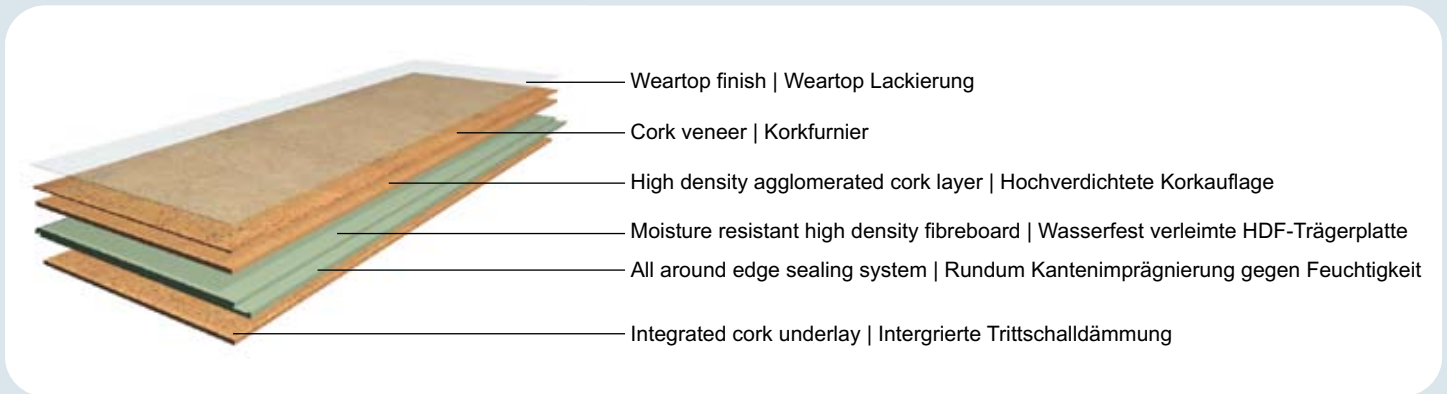 Weartop finish | Weartop Lackierung
Cork veneer | Korkfurnier
High density agglomerated cork layer | Hochverdichtete Korkauflage
Moisture resistant high density fibreboard | Wasserfest verleimte HDF-Trägerplatte
All around edge sealing system | Rundum Kantenimprägnierung gegen Feuchtigkeit
Integrated cork underlay | Intergrierte Trittschalldämmung